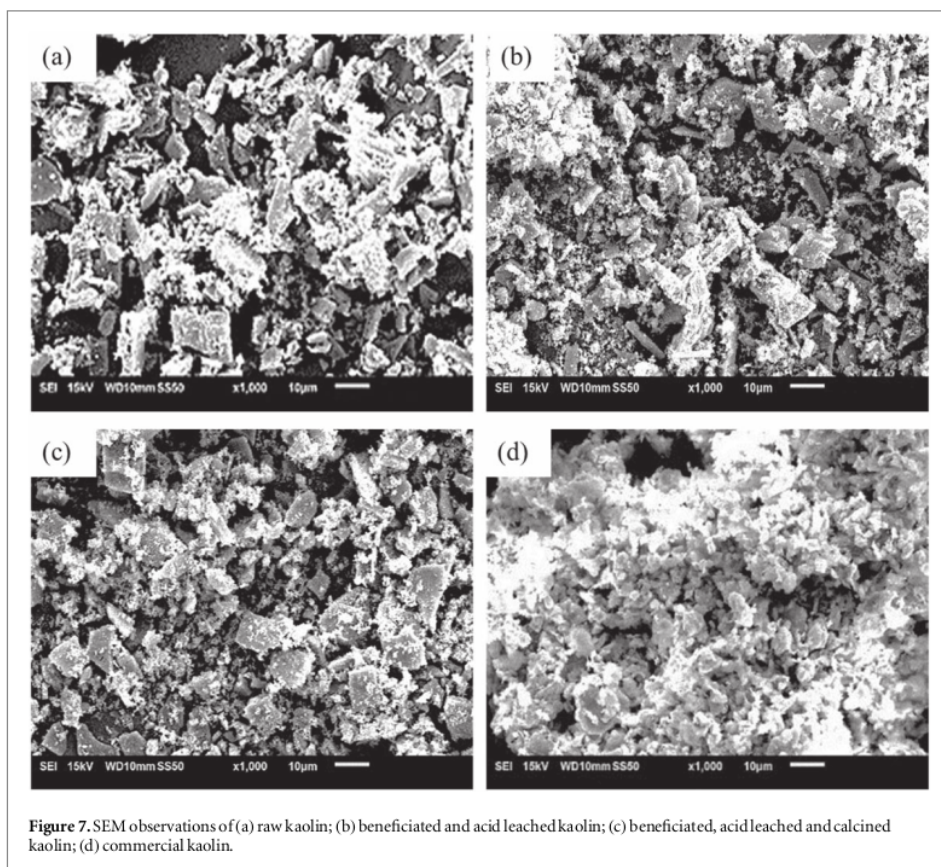 (a)
(b)
SEI 15kV WD10mm SS50 x1,000 10µm
SEI 15kV WD10mm SS50 x1,000 10µm
(c)
(d)
SEI 15kV WD10mm SS50 x1,000 10µm
SEI 15kV WD10mm SS50 x1,000 10µm
Figure 7. SEM observations of (a) raw kaolin; (b) beneficiated and acid leached kaolin; (c) beneficiated, acid leached and calcined
kaolin; (d) commercial kaolin.